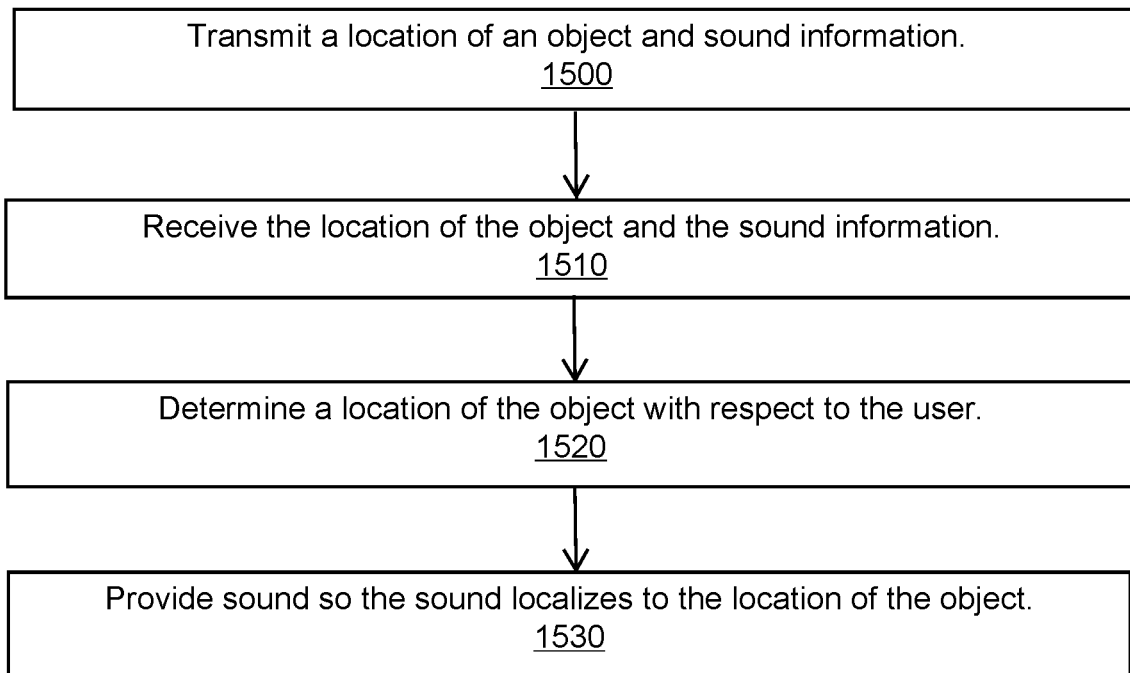 Transmit a location of an object and sound information.
1500
Receive the location of the object and the sound information.
1510
Determine a location of the object with respect to the user.
1520
Provide sound so the sound localizes to the location of the object.
1530